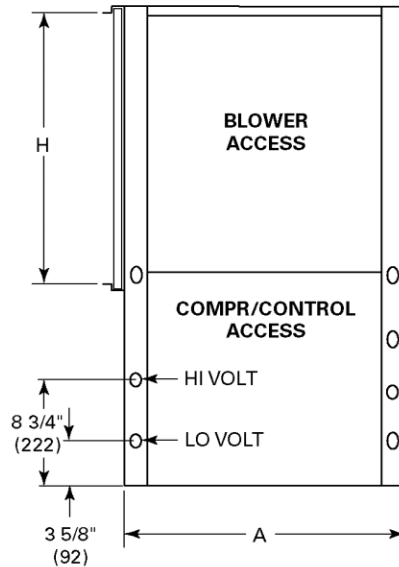 BLOWER
ACCESS
H
COMPR/CONTROL
ACCESS
HI VOLT
8 3/4"
(222)
LO VOLT
3 5/8"
(92)
A